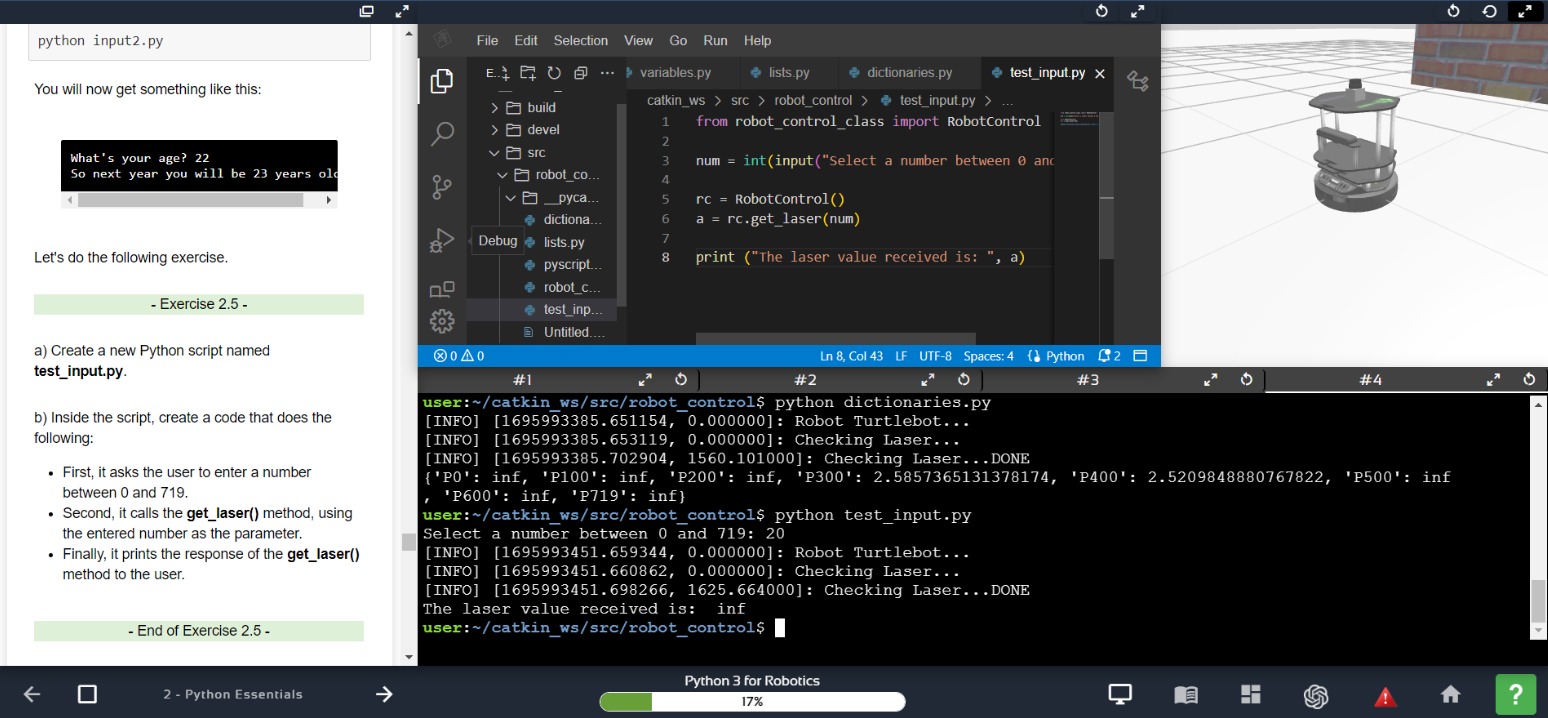 python input2.py
You will now get something like this:
What's your age? 22
So next year you will be 23 years old
Let's do the following exercise.
- Exercise 2.5 -
a) Create a new Python script named
test_input.py.
b) Inside the script, create a code that does the
following:
• First, it asks the user to enter a number
between 0 and 719.
• Second, it calls the get_laser() method, using
the entered number as the parameter.
• Finally, it prints the response of the get_laser()
method to the user.
- End of Exercise 2.5 -
File Edit Selection View Go Run Help
E...
build
devel
src
robot_co...
__pyca...
dictiona...
lists.py
pyscript...
robot_c...
test_inp...
Untitled....
Debug
variables.py lists.py dictionaries.py test_input.py
catkin_ws > src > robot_control > test_input.py > ...
1 from robot_control_class import RobotControl
2
3 num = int(input("Select a number between 0 and
4
5 rc = RobotControl()
6 a = rc.get_laser(num)
7
8 print ("The laser value received is: ", a)
0 0 Ln 8, Col 43 LF UTF-8 Spaces: 4 Python 2
#1 #2 #3 #4
user:~/catkin_ws/src/robot_control$ python dictionaries.py
[INFO] [1695993385.651154, 0.000000]: Robot Turtlebot...
[INFO] [1695993385.653119, 0.000000]: Checking Laser...
[INFO] [1695993385.702904, 1560.101000]: Checking Laser...DONE
{'P0': inf, 'P100': inf, 'P200': inf, 'P300': 2.5857365131378174, 'P400': 2.5209848880767822, 'P500': inf
, 'P600': inf, 'P719': inf}
user:~/catkin_ws/src/robot_control$ python test_input.py
Select a number between 0 and 719: 20
[INFO] [1695993451.659344, 0.000000]: Robot Turtlebot...
[INFO] [1695993451.660862, 0.000000]: Checking Laser...
[INFO] [1695993451.698266, 1625.664000]: Checking Laser...DONE
The laser value received is:  inf
user:~/catkin_ws/src/robot_control$
2 - Python Essentials
Python 3 for Robotics
17%
?